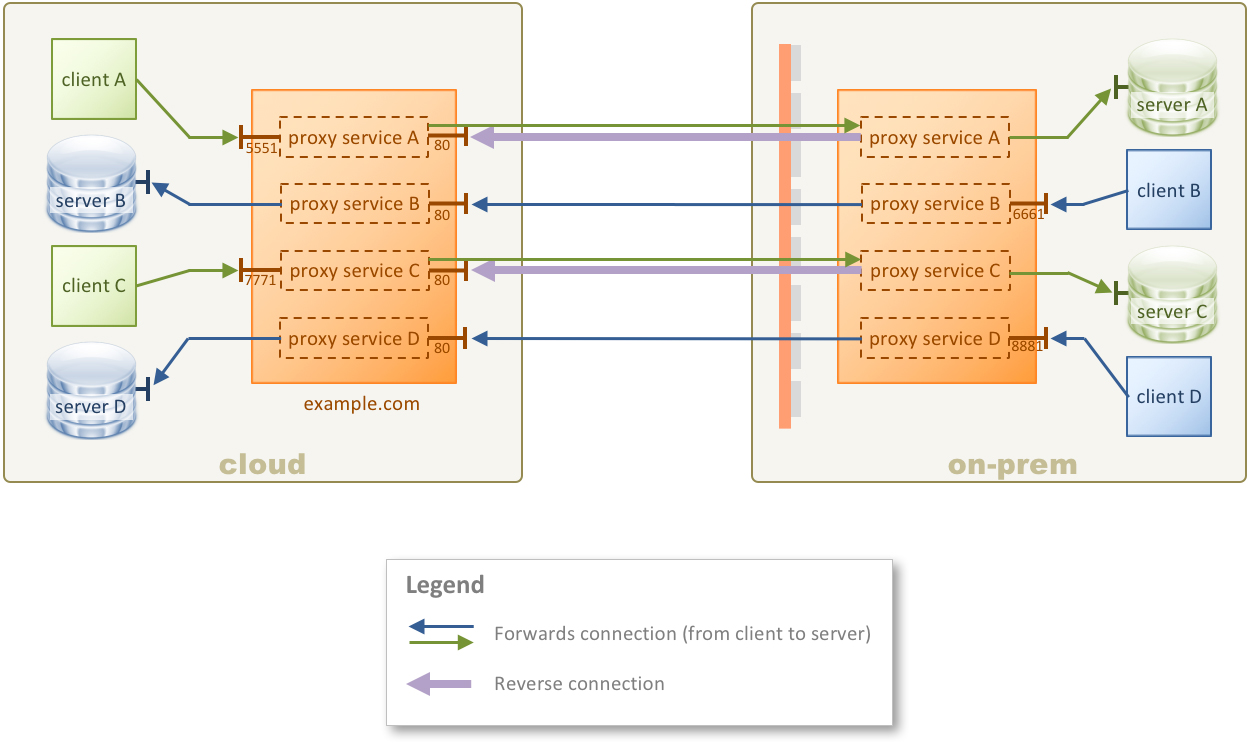 client A
5551
proxy service A
80
proxy service A
server A
server B
proxy service B
80
proxy service B
6661
client B
client C
7771
proxy service C
80
proxy service C
server C
server D
proxy service D
80
proxy service D
8881
client D
example.com
cloud
on-prem
Legend
Forwards connection (from client to server)
Reverse connection